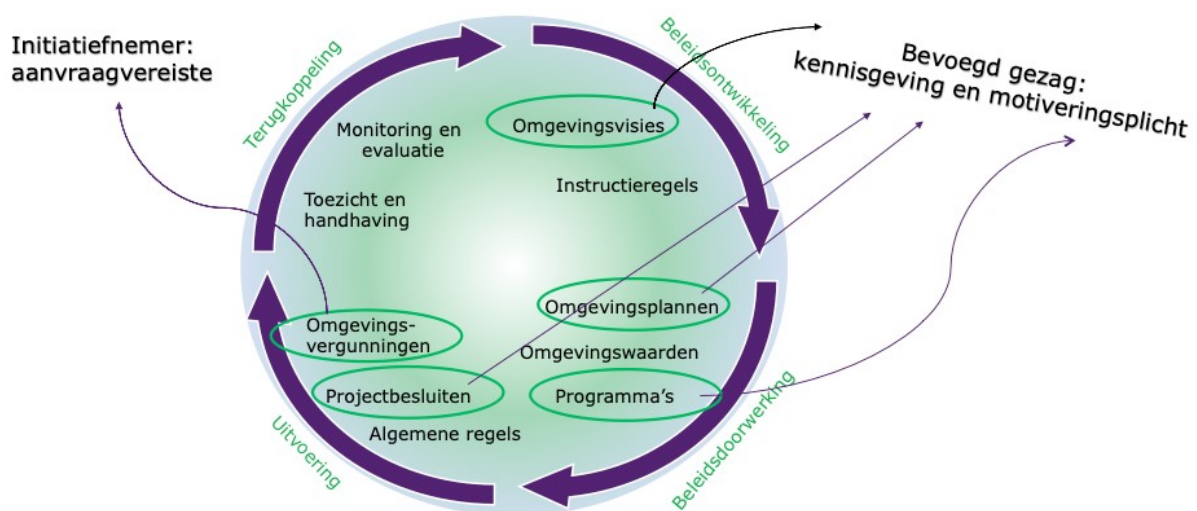 Initiatiefnemer:
aanvraagvereiste
Terugkoppeling
Beleidsontwikkeling
Bevoegd gezag:
kennisgeving en motiveringsplicht
Monitoring en
evaluatie
Omgevingsvisies
Instructieregels
Toezicht en
handhaving
Omgevings-
vergunningen
Omgevingsplannen
Omgevingswaarden
Projectbesluiten
Programma's
Algemene regels
Uitvoering
Beleidsdoorwerking